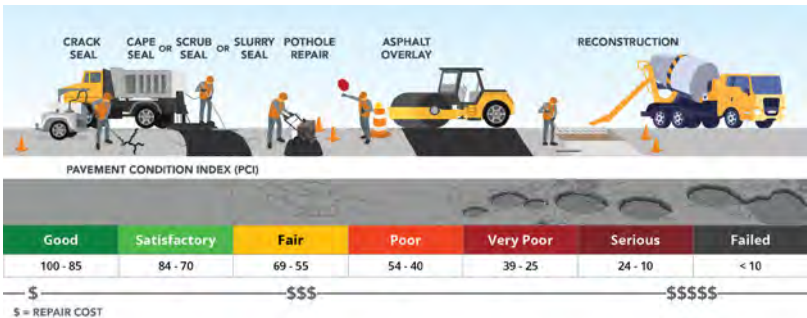 CRACK SEAL
CAPE SEAL OR SCRUB SEAL OR SLURRY SEAL
POTHOLE REPAIR
ASPHALT OVERLAY
RECONSTRUCTION
PAVEMENT CONDITION INDEX (PCI)
Good Satisfactory Fair Poor Very Poor Serious Failed
100 - 85 84 - 70 69 - 55 54 - 40 39 - 25 24 - 10 < 10
$ $$$ $$$$$
$ = REPAIR COST